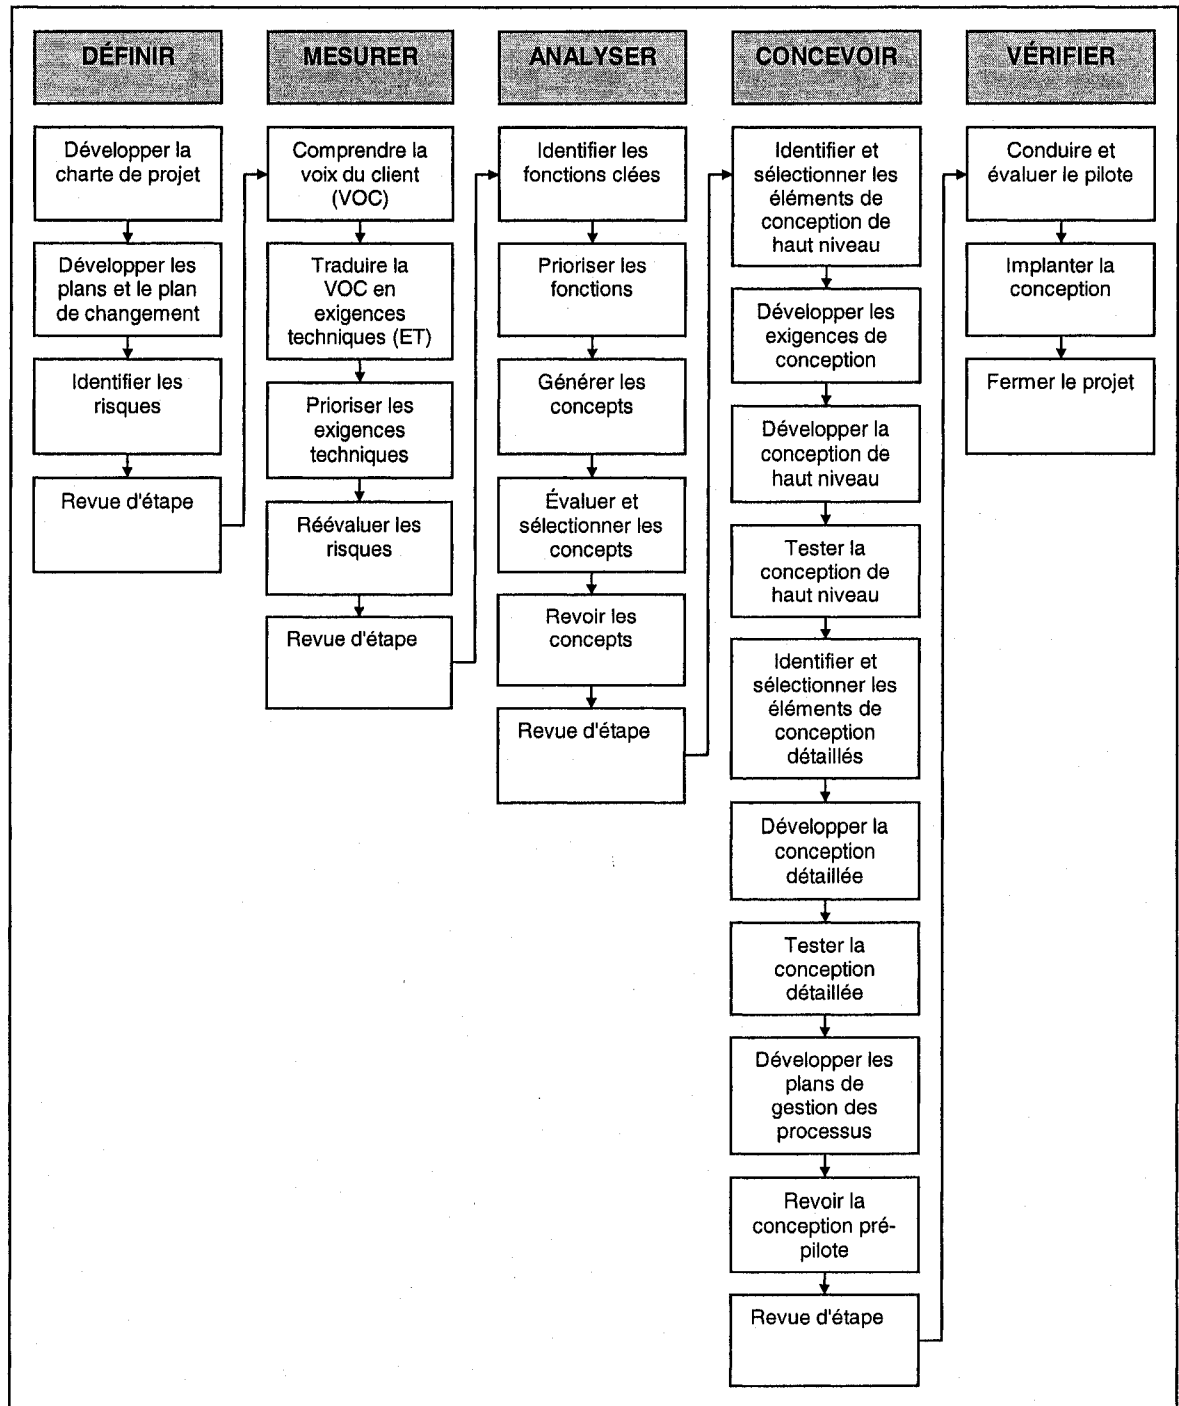 DÉFINIR
Développer la
charte de projet
Développer les
plans et le plan
de changement
Identifier les
risques
Revue d'étape
MESURER
Comprendre la
voix du client
(VOC)
Traduire la
VOC en
exigences
techniques (ET)
Prioriser les
exigences
techniques
Réévaluer les
risques
Revue d'étape
ANALYSER
Identifier les
fonctions clées
Prioriser les
fonctions
Générer les
concepts
Évaluer et
sélectionner les
concepts
Revoir les
concepts
Revue d'étape
CONCEVOIR
Identifier et
sélectionner les
éléments de
conception de
haut niveau
Développer les
exigences de
conception
Développer la
conception de
haut niveau
Tester la
conception de
haut niveau
Identifier et
sélectionner les
éléments de
conception
détaillés
Développer la
conception
détaillée
Tester la
conception
détaillée
Développer les
plans de
gestion des
processus
Revoir la
conception pré-
pilote
Revue d'étape
VÉRIFIER
Conduire et
évaluer le pilote
Implanter la
conception
Fermer le projet